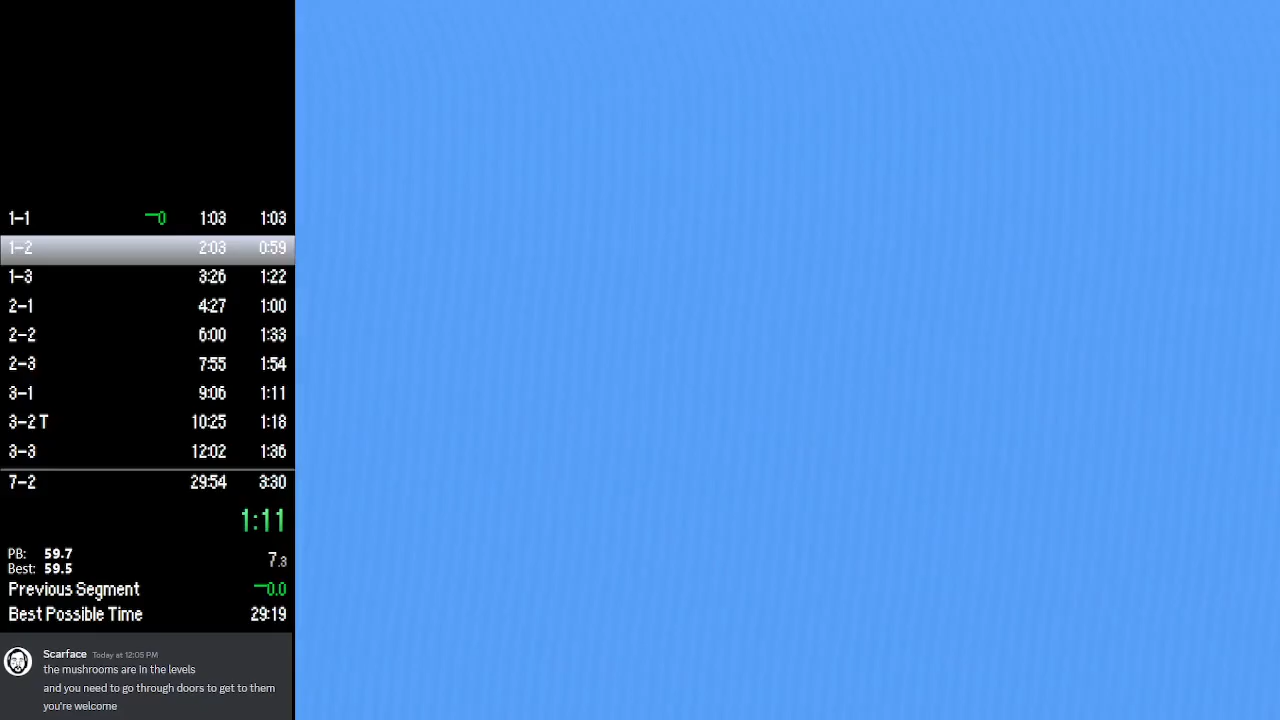 1-1 −0 1:03 1:03
1-2 2:03 0:59
1-3 3:26 1:22
2-1 4:27 1:00
2-2 6:00 1:33
2-3 7:55 1:54
3-1 9:06 1:11
3-2 T 10:25 1:18
3-3 12:02 1:36
7-2 29:54 3:30
1:11
PB: 59.7
7.3
Best: 59.5
Previous Segment −0.0
Best Possible Time 29:19
Scarface Today at 12:05 PM
the mushrooms are in the levels
and you need to go through doors to get to them
you're welcome